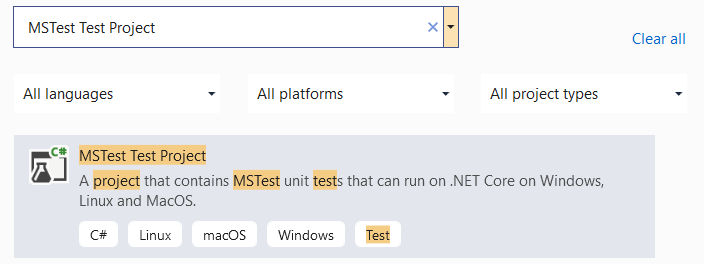 MSTest Test Project
Clear all
All languages
All platforms
All project types
C#
MSTest Test Project
A project that contains MSTest unit tests that can run on .NET Core on Windows,
Linux and MacOS.
C#
Linux
macOS
Windows
Test